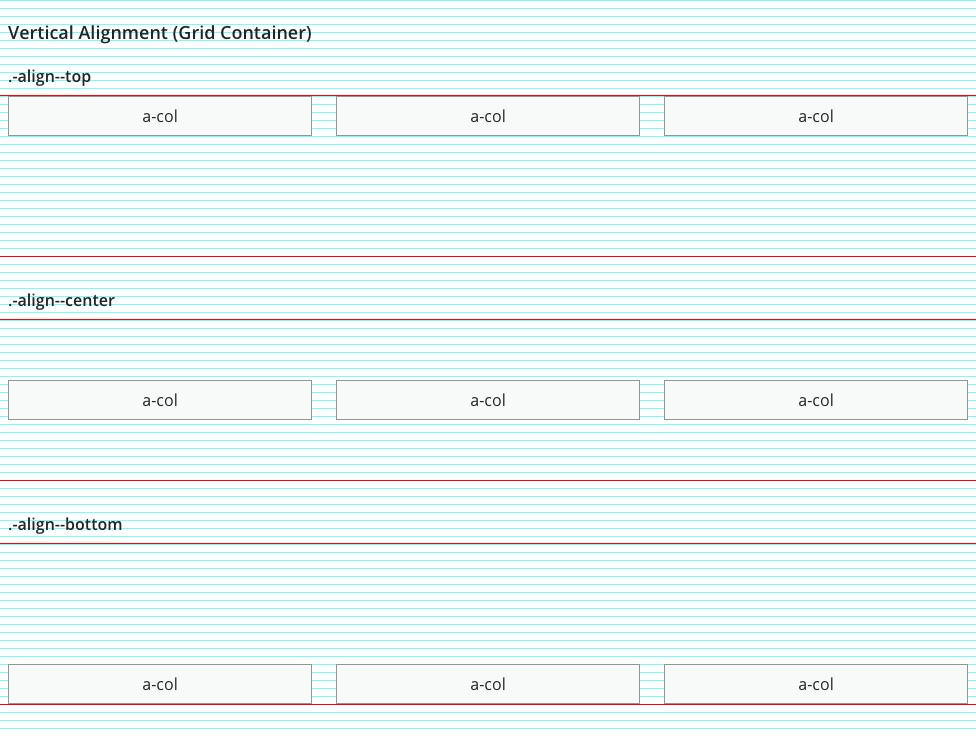 Vertical Alignment (Grid Container)
.-align--top
a-col a-col a-col
.-align--center
a-col a-col a-col
.-align--bottom
a-col a-col a-col